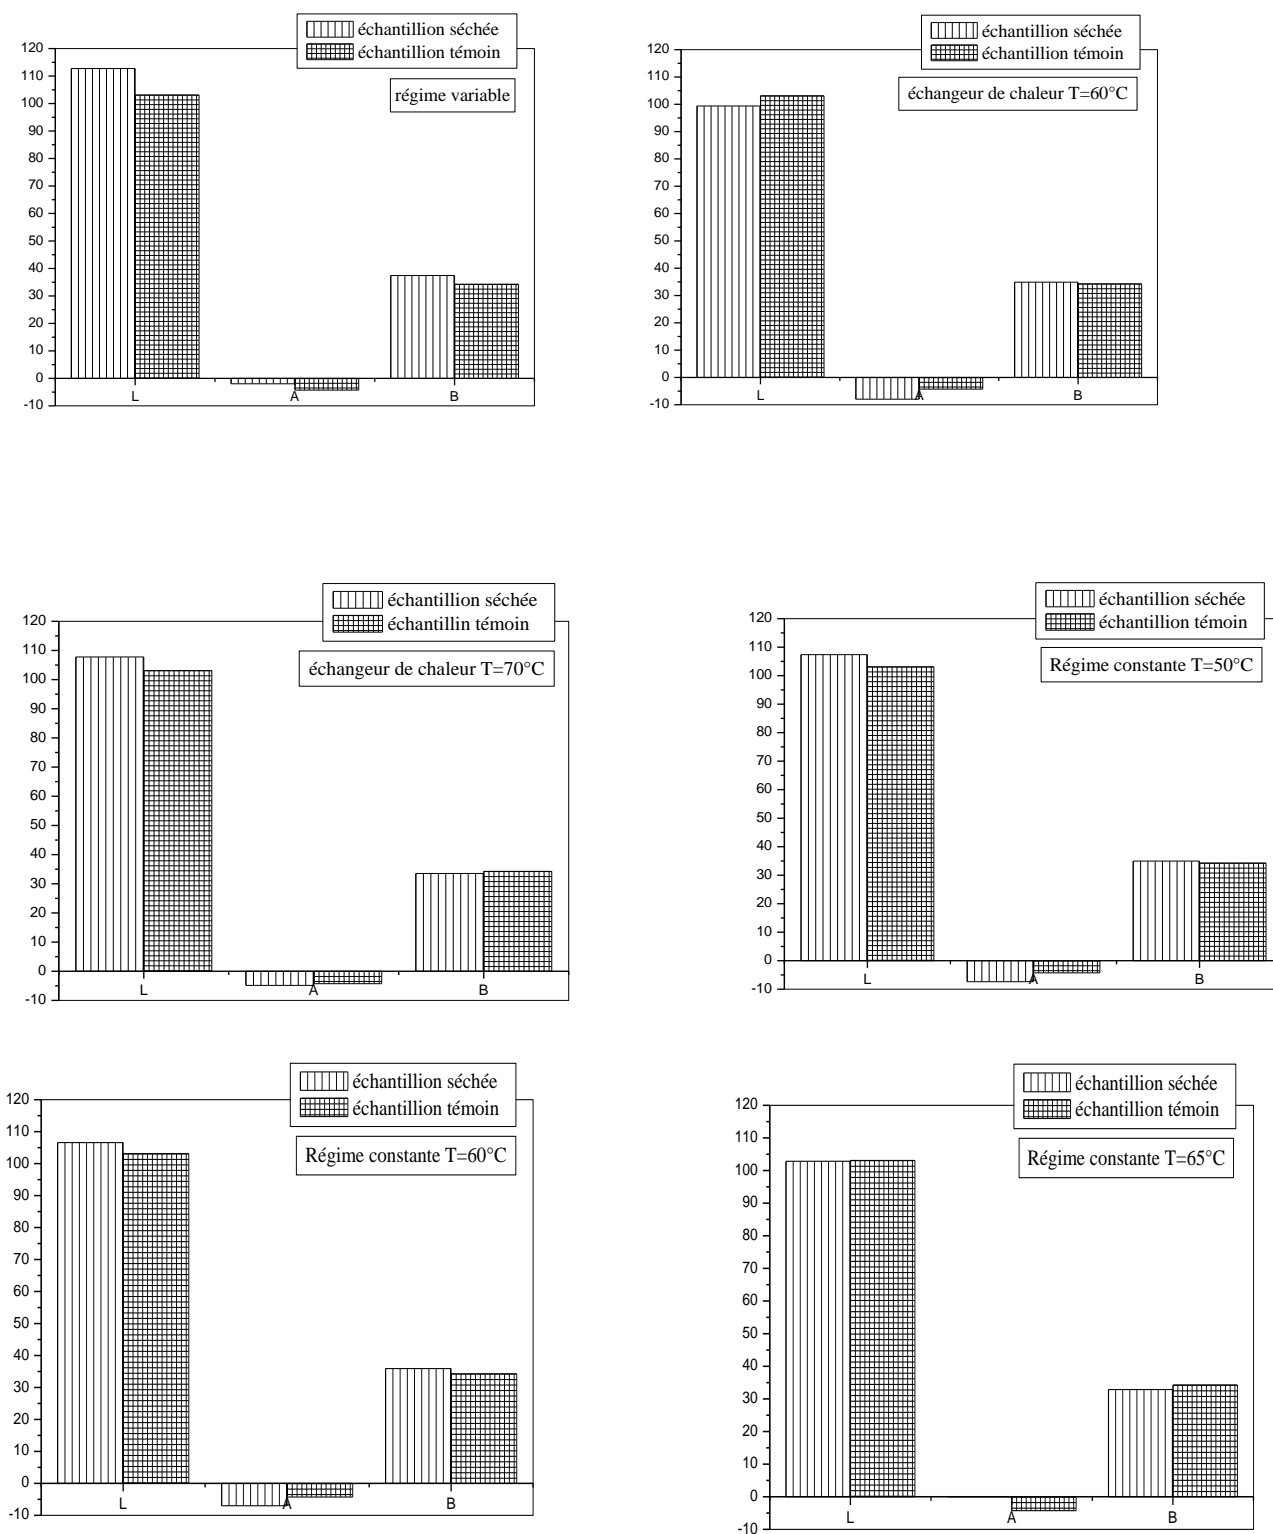 échantillion séchée
échantillion témoin
régime variable
120
110
100
90
80
70
60
50
40
30
20
10
0
-10
L
A
B
échantillion séchée
échantillion témoin
échangeur de chaleur T=60°C
120
110
100
90
80
70
60
50
40
30
20
10
0
-10
L
A
B
échantillion séchée
échantillin témoin
échangeur de chaleur T=70°C
120
110
100
90
80
70
60
50
40
30
20
10
0
-10
L
A
B
échantillion séchée
échantillion témoin
Régime constante T=50°C
120
110
100
90
80
70
60
50
40
30
20
10
0
-10
L
A
B
échantillion séchée
échantillion témoin
Régime constante T=60°C
120
110
100
90
80
70
60
50
40
30
20
10
0
-10
L
A
B
échantillion séchée
échantillion témoin
Régime constante T=65°C
120
110
100
90
80
70
60
50
40
30
20
10
0
-10
L
A
B